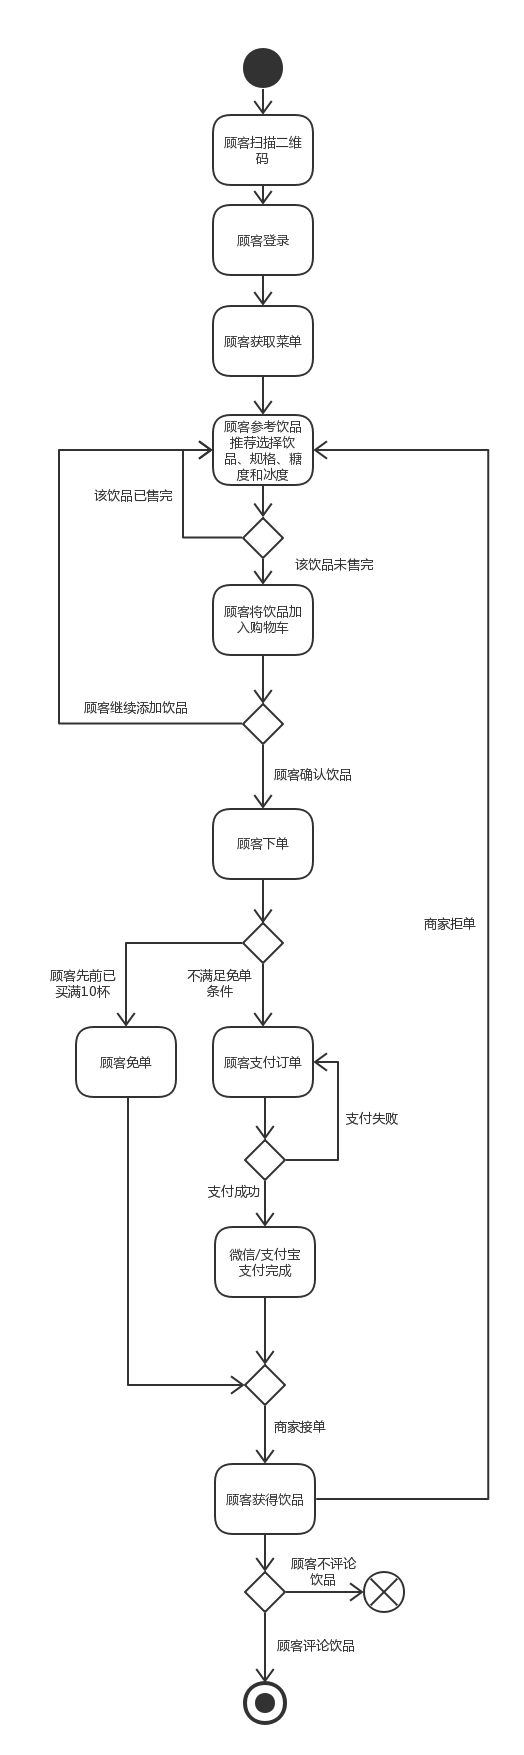 顾客扫描二维
码
顾客登录
顾客获取菜单
顾客参考饮品
推荐选择饮
品、规格、糖
度和冰度
该饮品已售完
该饮品未售完
顾客将饮品加
入购物车
顾客继续添加饮品
顾客确认饮品
顾客下单
商家拒单
顾客先前已
买满10杯
不满足免单
条件
顾客免单
顾客支付订单
支付失败
支付成功
微信/支付宝
支付完成
商家接单
顾客获得饮品
顾客不评论
饮品
顾客评论饮品